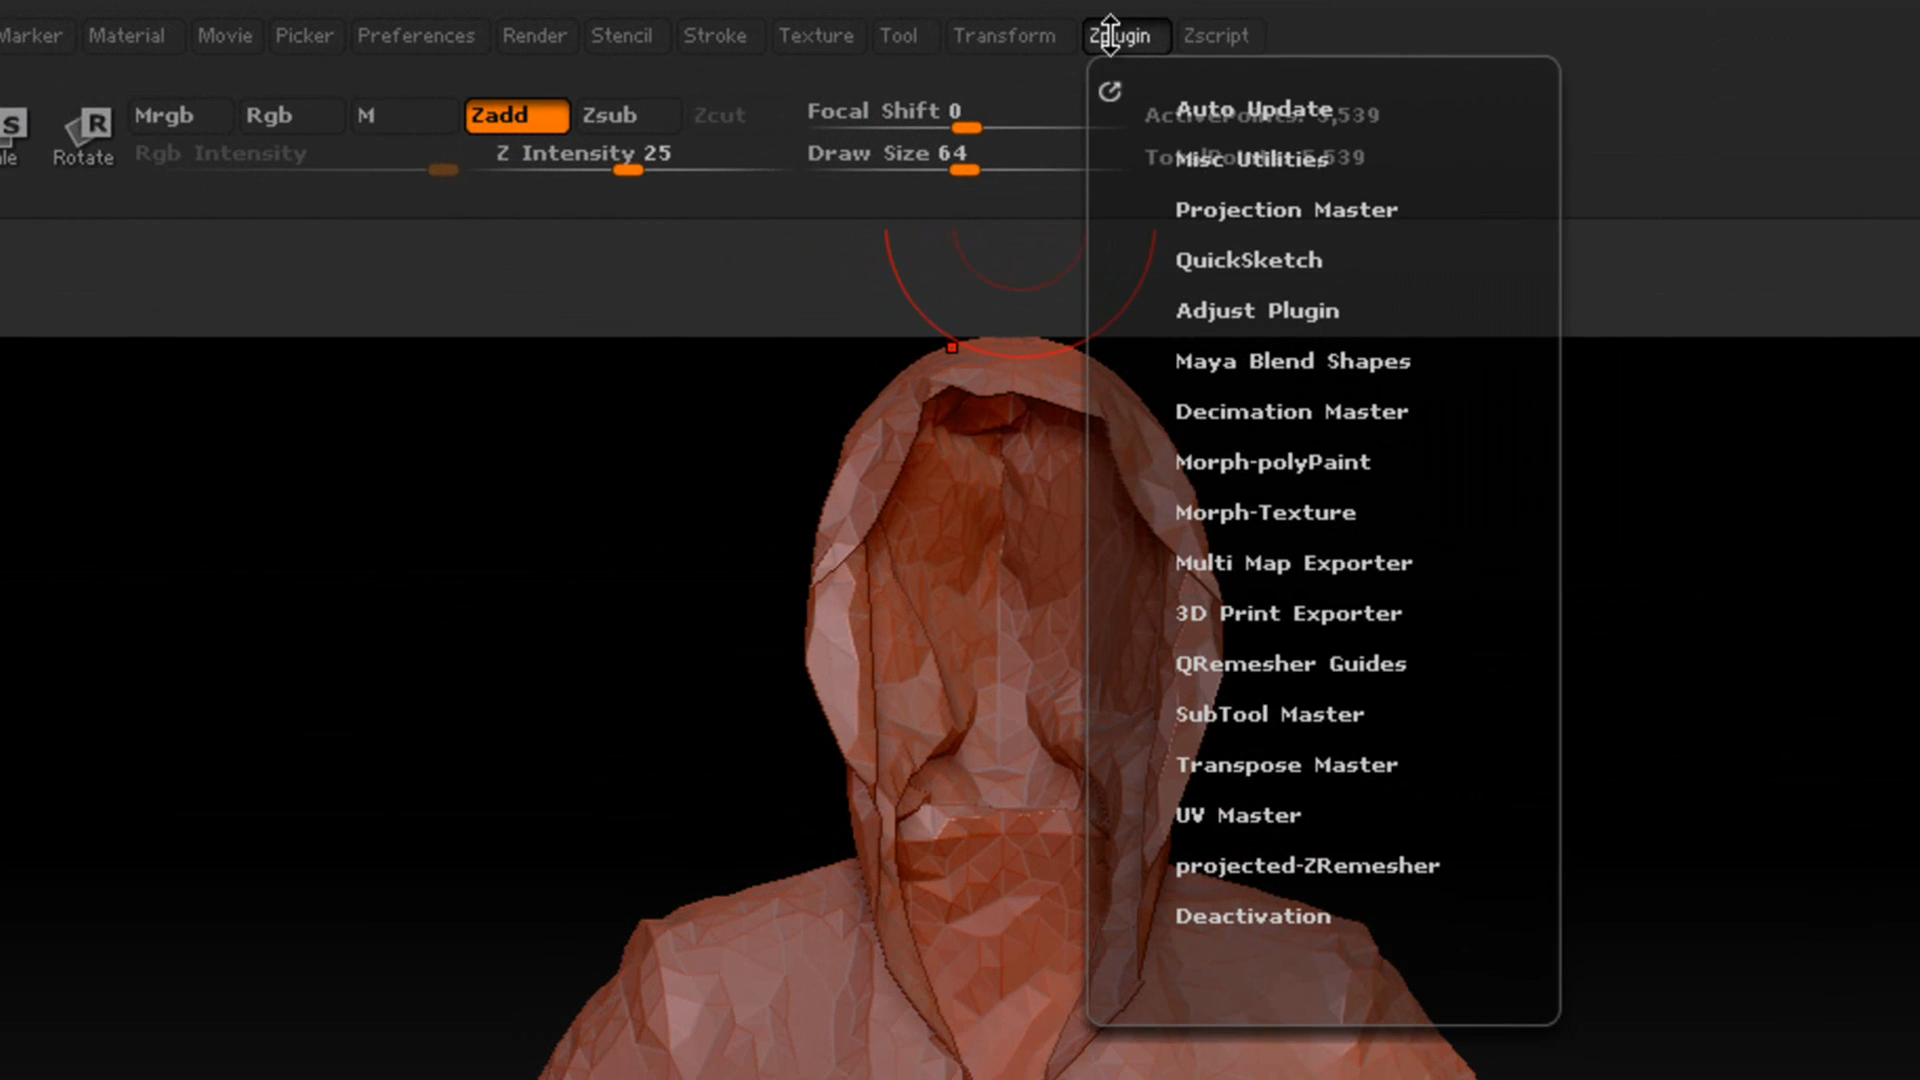 Marker Material Movie Picker Preferences Render Stencil Stroke Texture Tool Transform Zplugin Zscript
S R Mrgb Rgb M Zadd Zsub Zcut Focal Shift 0
Rotate Rgb Intensity Z Intensity 25 Draw Size 64
Auto Update
Misc Utilities
Projection Master
QuickSketch
Adjust Plugin
Maya Blend Shapes
Decimation Master
Morph-polyPaint
Morph-Texture
Multi Map Exporter
3D Print Exporter
QRemesher Guides
SubTool Master
Transpose Master
UV Master
projected-ZRemesher
Deactivation